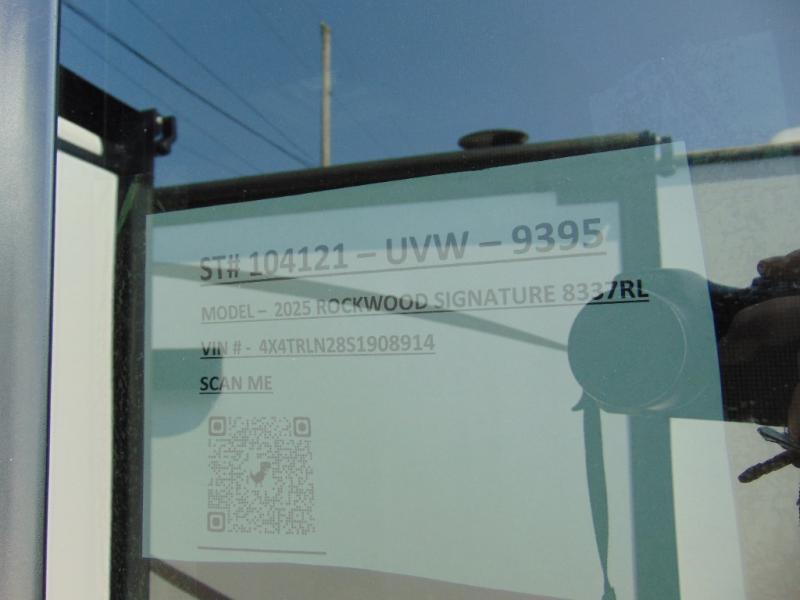 ST# 104121 – UVW – 9395
MODEL – 2025 ROCKWOOD SIGNATURE 8337RL
VIN # - 4X4TRLN28S1908914
SCAN ME